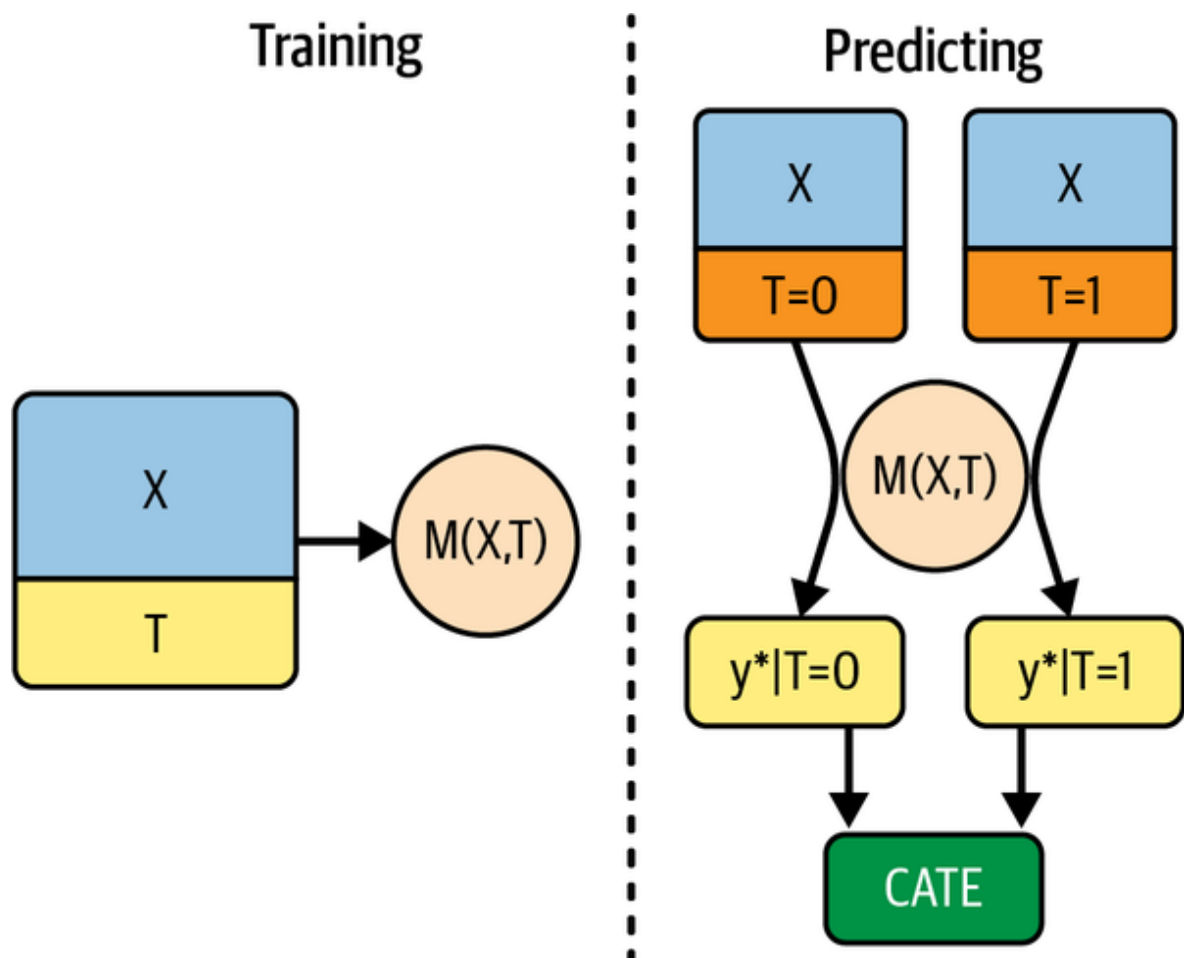 Training
X
T
M(X,T)
Predicting
X
T=0
X
T=1
M(X,T)
y*|T=0
y*|T=1
CATE